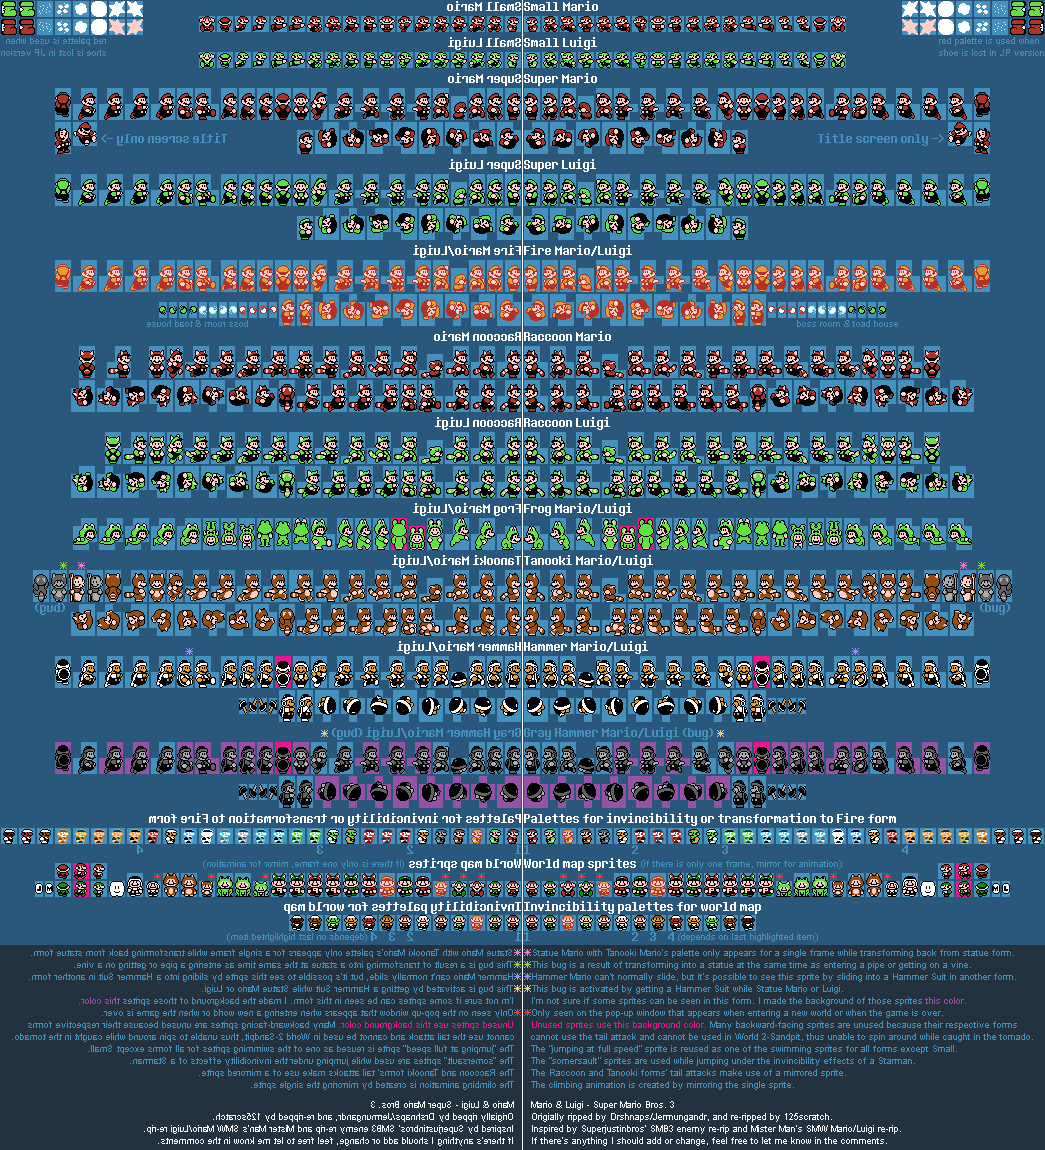 Small Mario
red palette is used when
shoe is lost in JP version
Small Luigi
Super Mario
<- ylno neercs eltiT
Super Luigi
Fire Mario/Luigi
boss room & toad house
Raccoon Mario
Raccoon Luigi
Frog Mario/Luigi
Tanooki Mario/Luigi
(bug)
Hammer Mario/Luigi
Gray Hammer Mario/Luigi (bug)
Palettes for invincibility or transformation to Fire form
1 2 3 4
World map sprites (if there is only one frame, mirror for animation)
M L
Invincibility palettes for world map
1 2 3 4 (depends on last highlighted item)
Statue Mario with Tanooki Mario's palette only appears for a single frame while transforming back from statue form.
This bug is a result of transforming into a statue at the same time as entering a pipe or getting on a vine.
Hammer Mario can't normally slide, but it's possible to see this sprite by sliding into a Hammer Suit in another form.
This bug is activated by getting a Hammer Suit while Statue Mario or Luigi.
I'm not sure if some sprites can be seen in this form. I made the background of those sprites this color.
Only seen on the pop-up window that appears when entering a new world or when the game is over.
Unused sprites use this background color. Many backward-facing sprites are unused because their respective forms
cannot use the tail attack and cannot be used in World 2-Sandpit, thus unable to spin around while caught in the tornado.
The "jumping at full speed" sprite is reused as one of the swimming sprites for all forms except Small.
The "somersault" sprites are used while jumping under the invincibility effects of a Starman.
The Raccoon and Tanooki forms' tail attacks make use of a mirrored sprite.
The climbing animation is created by mirroring the single sprite.
Mario & Luigi - Super Mario Bros. 3
Origially ripped by Drshnaps/Jermungandr, and re-ripped by 125scratch.
Inspired by Superjustinbros' SMB3 enemy re-rip and Mister Man's SMW Mario/Luigi re-rip.
If there's anything I should add or change, feel free to let me know in the comments.